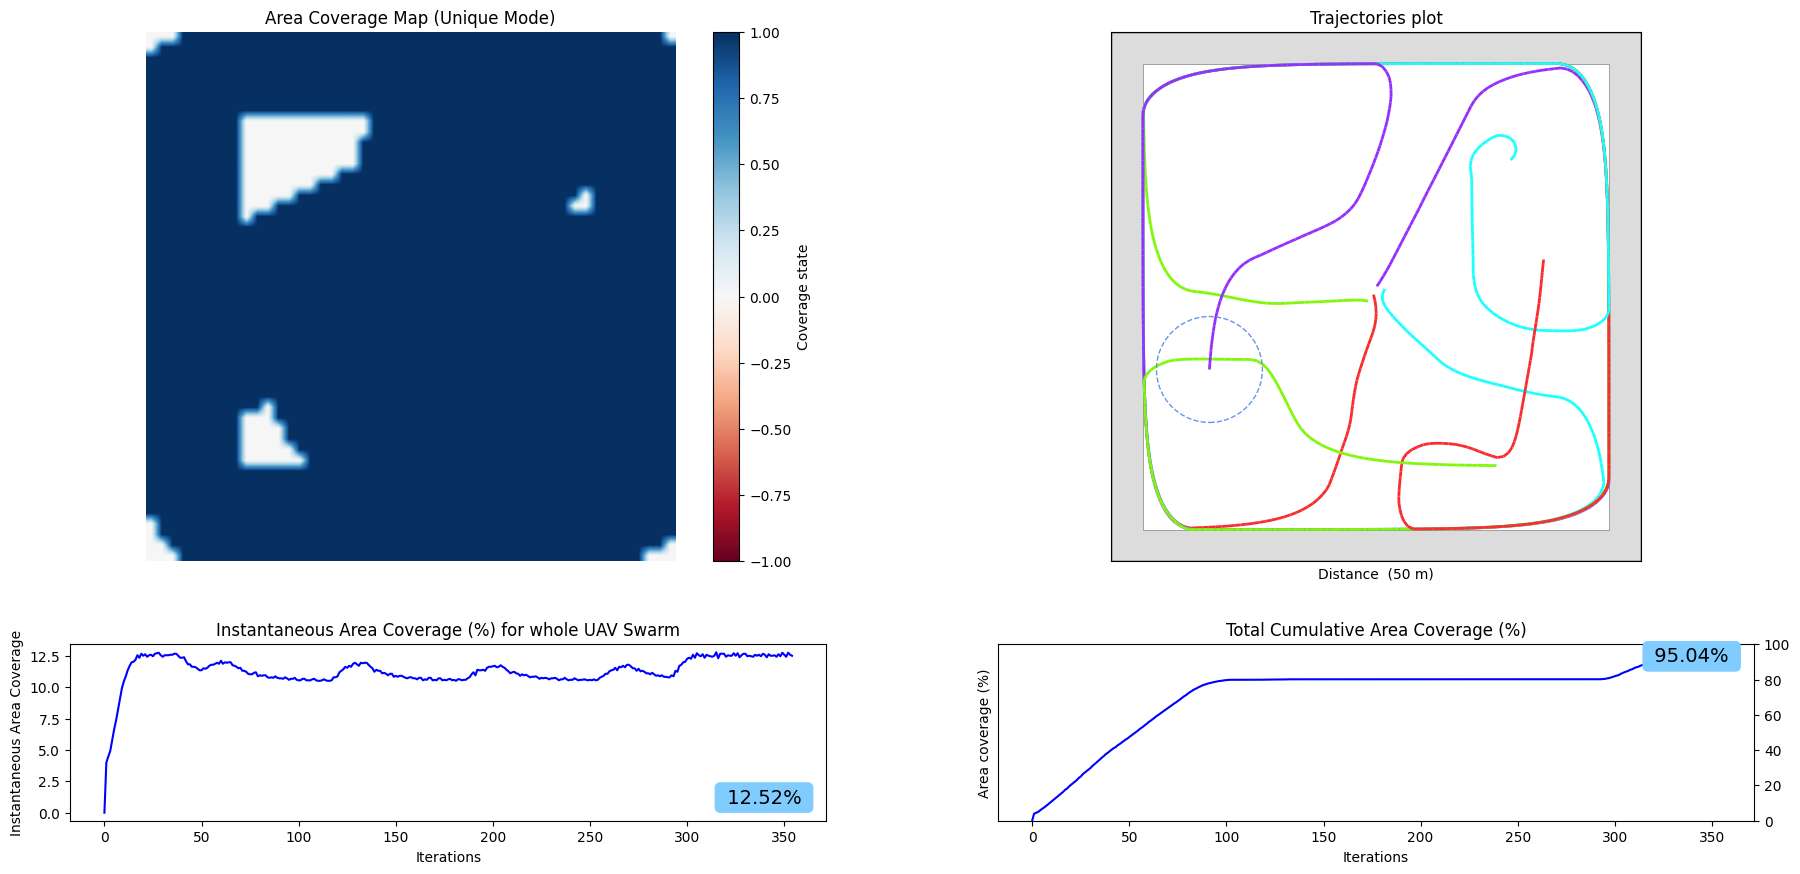 Area Coverage Map (Unique Mode)
1.00
0.75
0.50
0.25
0.00
−0.25
−0.50
−0.75
−1.00
Coverage state
Trajectories plot
Distance  (50 m)
Instantaneous Area Coverage (%) for whole UAV Swarm
Instantaneous Area Coverage
12.5
10.0
7.5
5.0
2.5
0.0
12.52%
0 50 100 150 200 250 300 350
Iterations
Total Cumulative Area Coverage (%)
Area coverage (%)
95.04%
100
80
60
40
20
0
0 50 100 150 200 250 300 350
Iterations